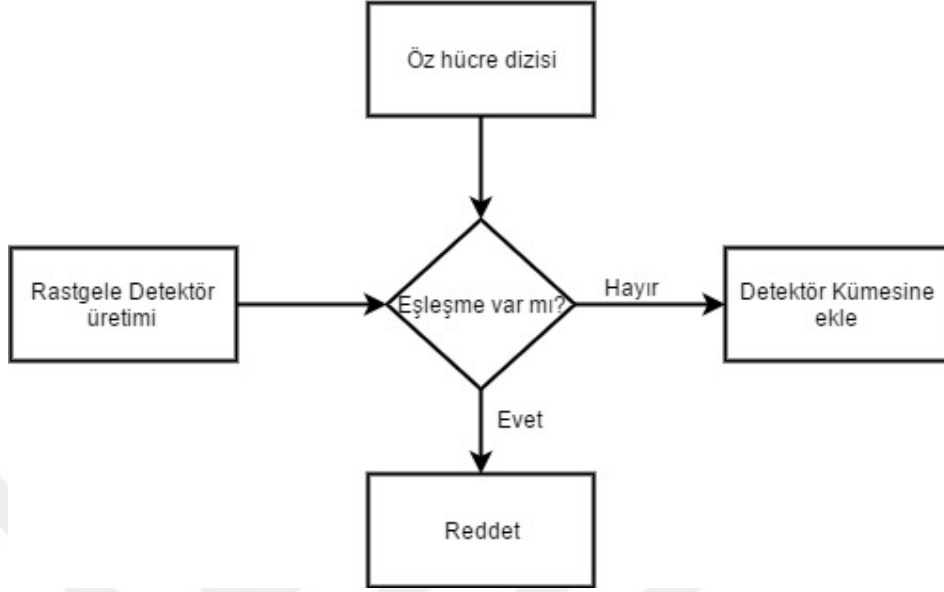 Öz hücre dizisi
Rastgele Detektör
üretimi
Eşleşme var mı?
Hayır
Detektör Kümesine
ekle
Evet
Reddet